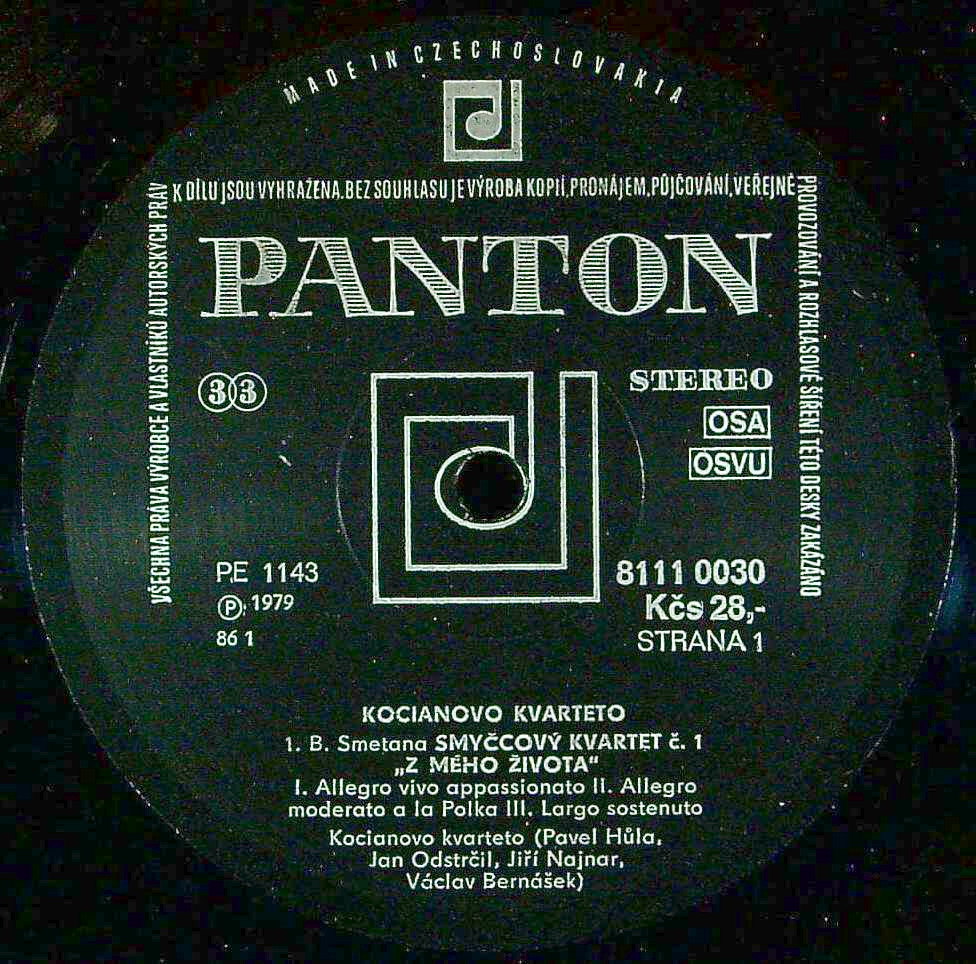 MADE IN CZECHOSLOVAKIA
VŠECHNA PRÁVA VÝROBCE A VLASTNÍKŮ AUTORSKÝCH PRÁV
K DÍLU JSOU VYHRAŽENA. BEZ SOUHLASU JE VÝROBA KOPIÍ, PRONÁJEM, PŮJČOVÁNÍ, VEŘEJNÉ
PROVOZOVÁNÍ A ROZHLASOVÉ ŠÍŘENÍ TÉTO DESKY ZAKÁZÁNO
PANTON
33
STEREO
OSA
OSVU
PE 1143
Ⓟ 1979
86 1
8111 0030
Kčs 28,-
STRANA 1
KOCIANOVO KVARTETO
1. B. Smetana SMYČCOVÝ KVARTET č. 1
„Z MÉHO ŽIVOTA"
I. Allegro vivo appassionato II. Allegro
moderato a la Polka III. Largo sostenuto
Kocianovo kvarteto (Pavel Hůla,
Jan Odstrčil, Jiří Najnar,
Václav Bernášek)